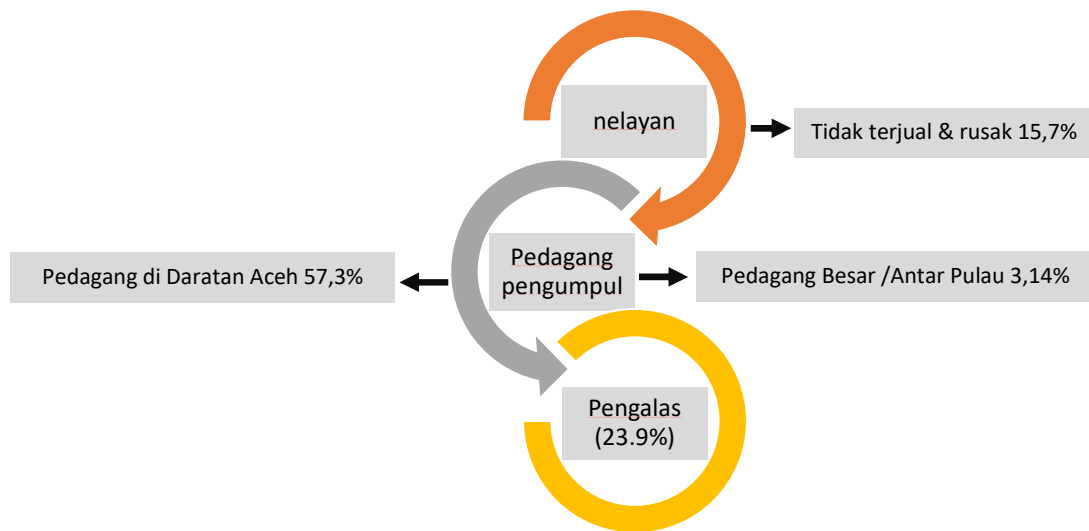 nelayan
Tidak terjual & rusak 15,7%
Pedagang
pengumpul
Pedagang di Daratan Aceh 57,3%
Pedagang Besar /Antar Pulau 3,14%
Pengalas
(23.9%)